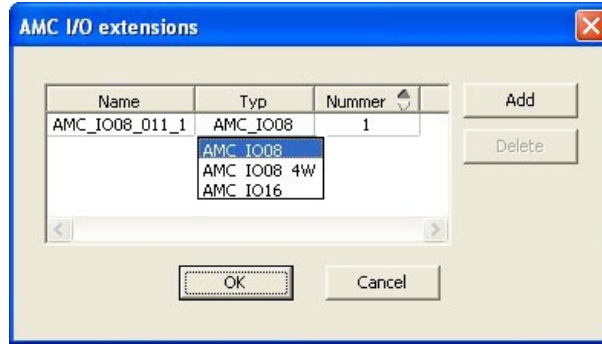 AMC I/O extensions
Name Typ Nummer
Add
AMC_IO08_011_1 AMC_IO08 1
AMC_IO08
Delete
AMC_IO08_4W
AMC_IO16
OK Cancel